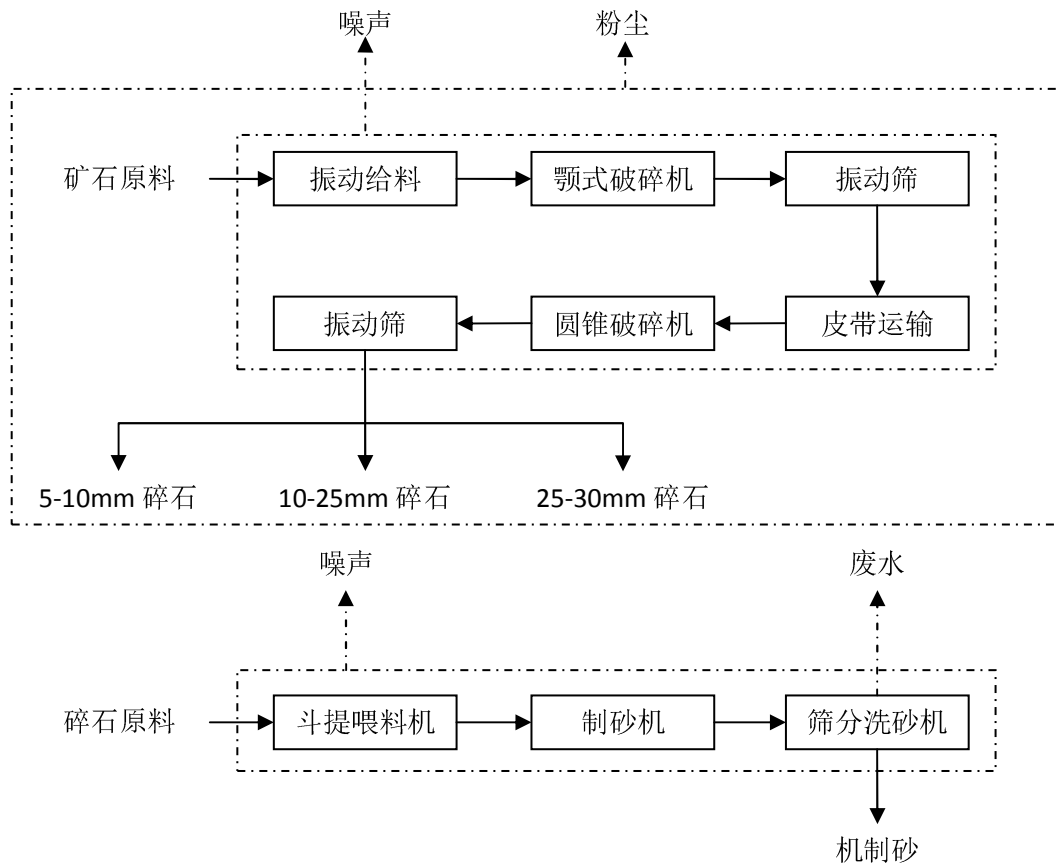 噪声
粉尘
矿石原料
振动给料
颚式破碎机
振动筛
振动筛
圆锥破碎机
皮带运输
5-10mm 碎石
10-25mm 碎石
25-30mm 碎石
噪声
废水
碎石原料
斗提喂料机
制砂机
筛分洗砂机
机制砂